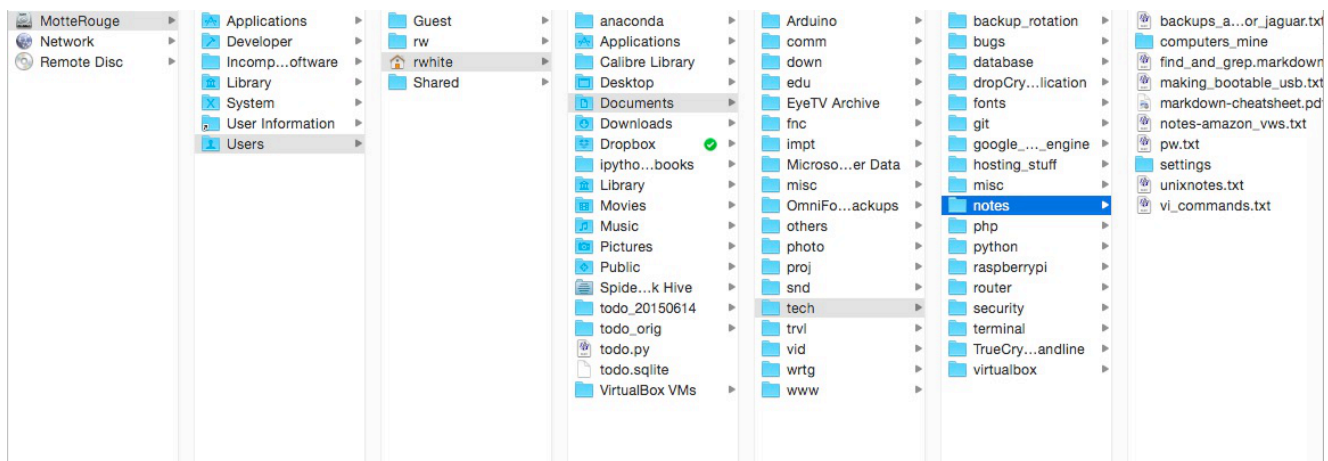 MotteRouge
Network
Remote Disc
Applications
Developer
Incomp...oftware
Library
System
User Information
Users
Guest
rw
rwhite
Shared
anaconda
Applications
Calibre Library
Desktop
Documents
Downloads
Dropbox
ipytho...books
Library
Movies
Music
Pictures
Public
Spide...k Hive
todo_20150614
todo_orig
todo.py
todo.sqlite
VirtualBox VMs
Arduino
comm
down
edu
EyeTV Archive
fnc
impt
Microso...er Data
misc
OmniFo...ackups
others
photo
proj
snd
tech
trvl
vid
wrtg
www
backup_rotation
bugs
database
dropCry...lication
fonts
git
google_..._engine
hosting_stuff
misc
notes
php
python
raspberrypi
router
security
terminal
TrueCry...andline
virtualbox
backups_a...or_jaguar.txt
computers_mine
find_and_grep.markdown
making_bootable_usb.txt
markdown-cheatsheet.pdf
notes-amazon_vws.txt
pw.txt
settings
unixnotes.txt
vi_commands.txt